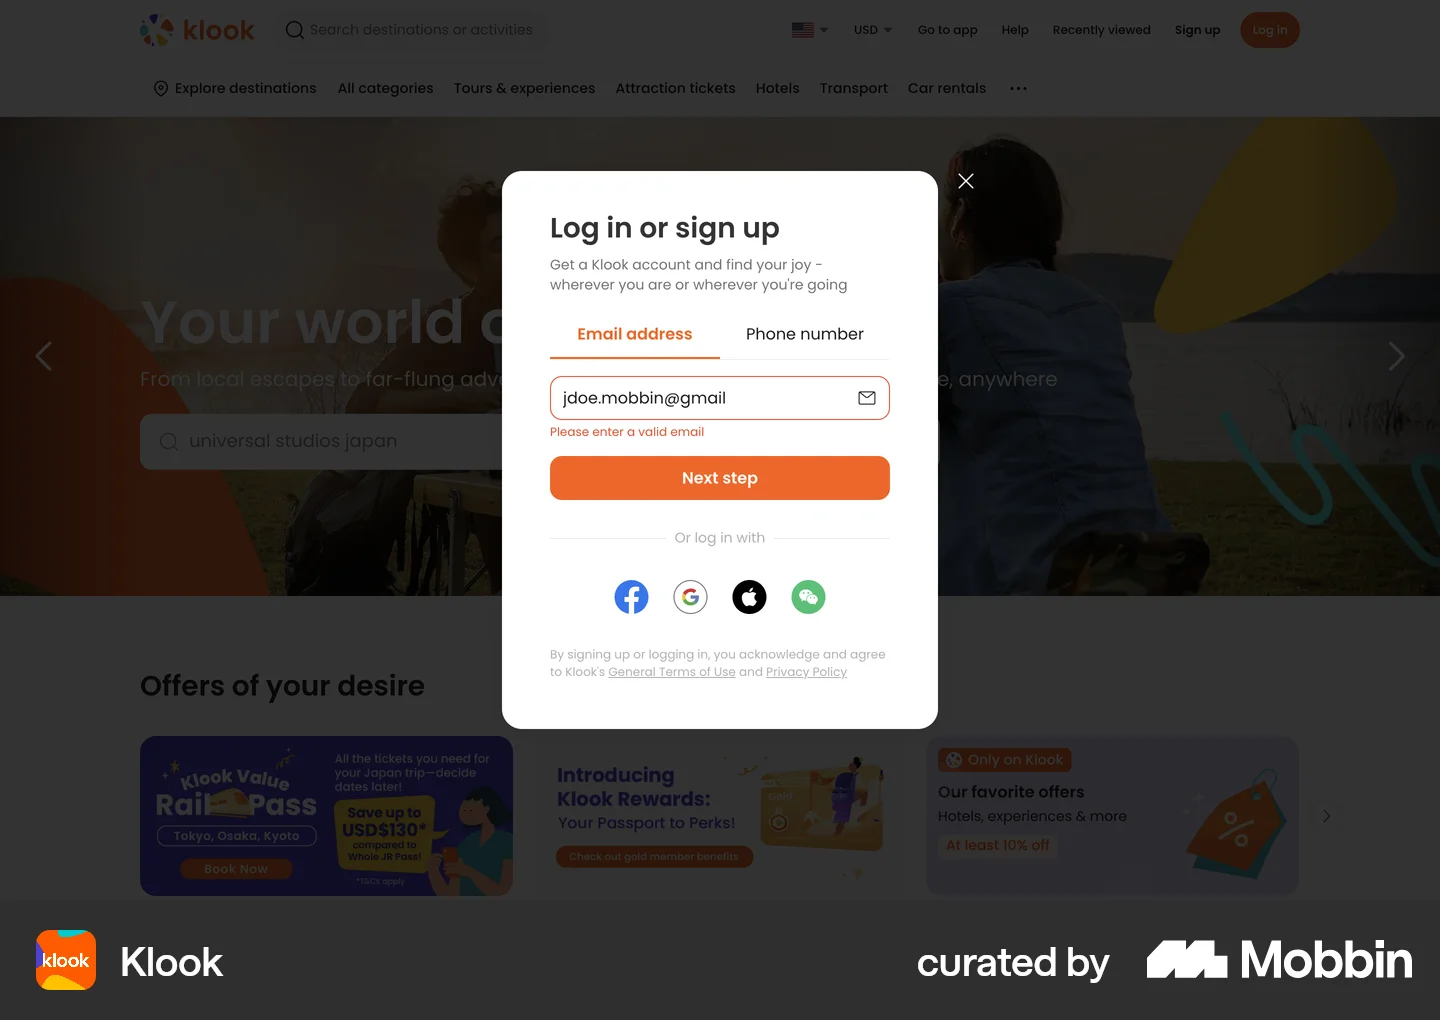 klook
Search destinations or activities
USD
Go to app
Help
Recently viewed
Sign up
Log in
Explore destinations
All categories
Tours & experiences
Attraction tickets
Hotels
Transport
Car rentals
Your world o
From local escapes to far-flung adv
e, anywhere
universal studios japan
Log in or sign up
Get a Klook account and find your joy -
wherever you are or wherever you're going
Email address
Phone number
jdoe.mobbin@gmail
Please enter a valid email
Next step
Or log in with
By signing up or logging in, you acknowledge and agree
to Klook's General Terms of Use and Privacy Policy
Offers of your desire
Klook Value
Rail Pass
Tokyo, Osaka, Kyoto
Book Now
All the tickets you need for
your Japan trip—decide
dates later!
Save up to
USD$130*
compared to
Whole JR Pass!
*T&Cs apply
Introducing
Klook Rewards:
Your Passport to Perks!
Check out gold member benefits
Gold
Only on Klook
Our favorite offers
Hotels, experiences & more
At least 10% off
%
klook
Klook
curated by
Mobbin